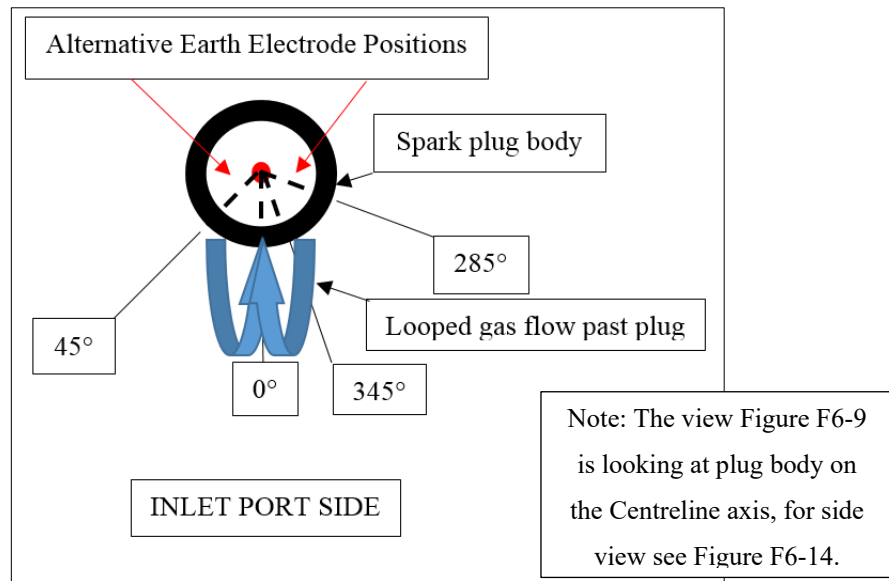 Alternative Earth Electrode Positions
Spark plug body
285°
Looped gas flow past plug
45°
0°
345°
INLET PORT SIDE
Note: The view Figure F6-9
is looking at plug body on
the Centreline axis, for side
view see Figure F6-14.